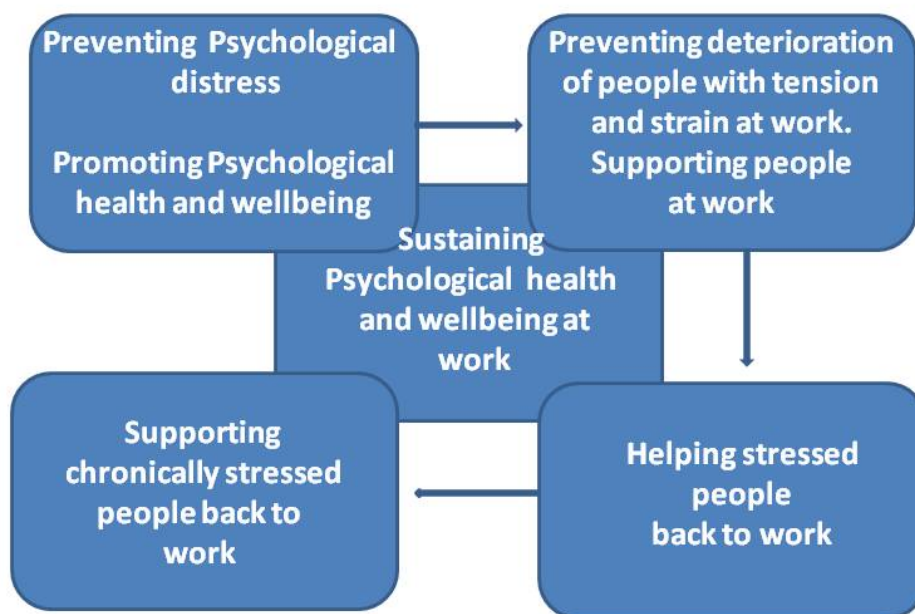 Preventing Psychological
distress
Promoting Psychological
health and wellbeing
Preventing deterioration
of people with tension
and strain at work.
Supporting people
at work
Sustaining
Psychological health
and wellbeing at
work
Supporting
chronically stressed
people back to
work
Helping stressed
people
back to work